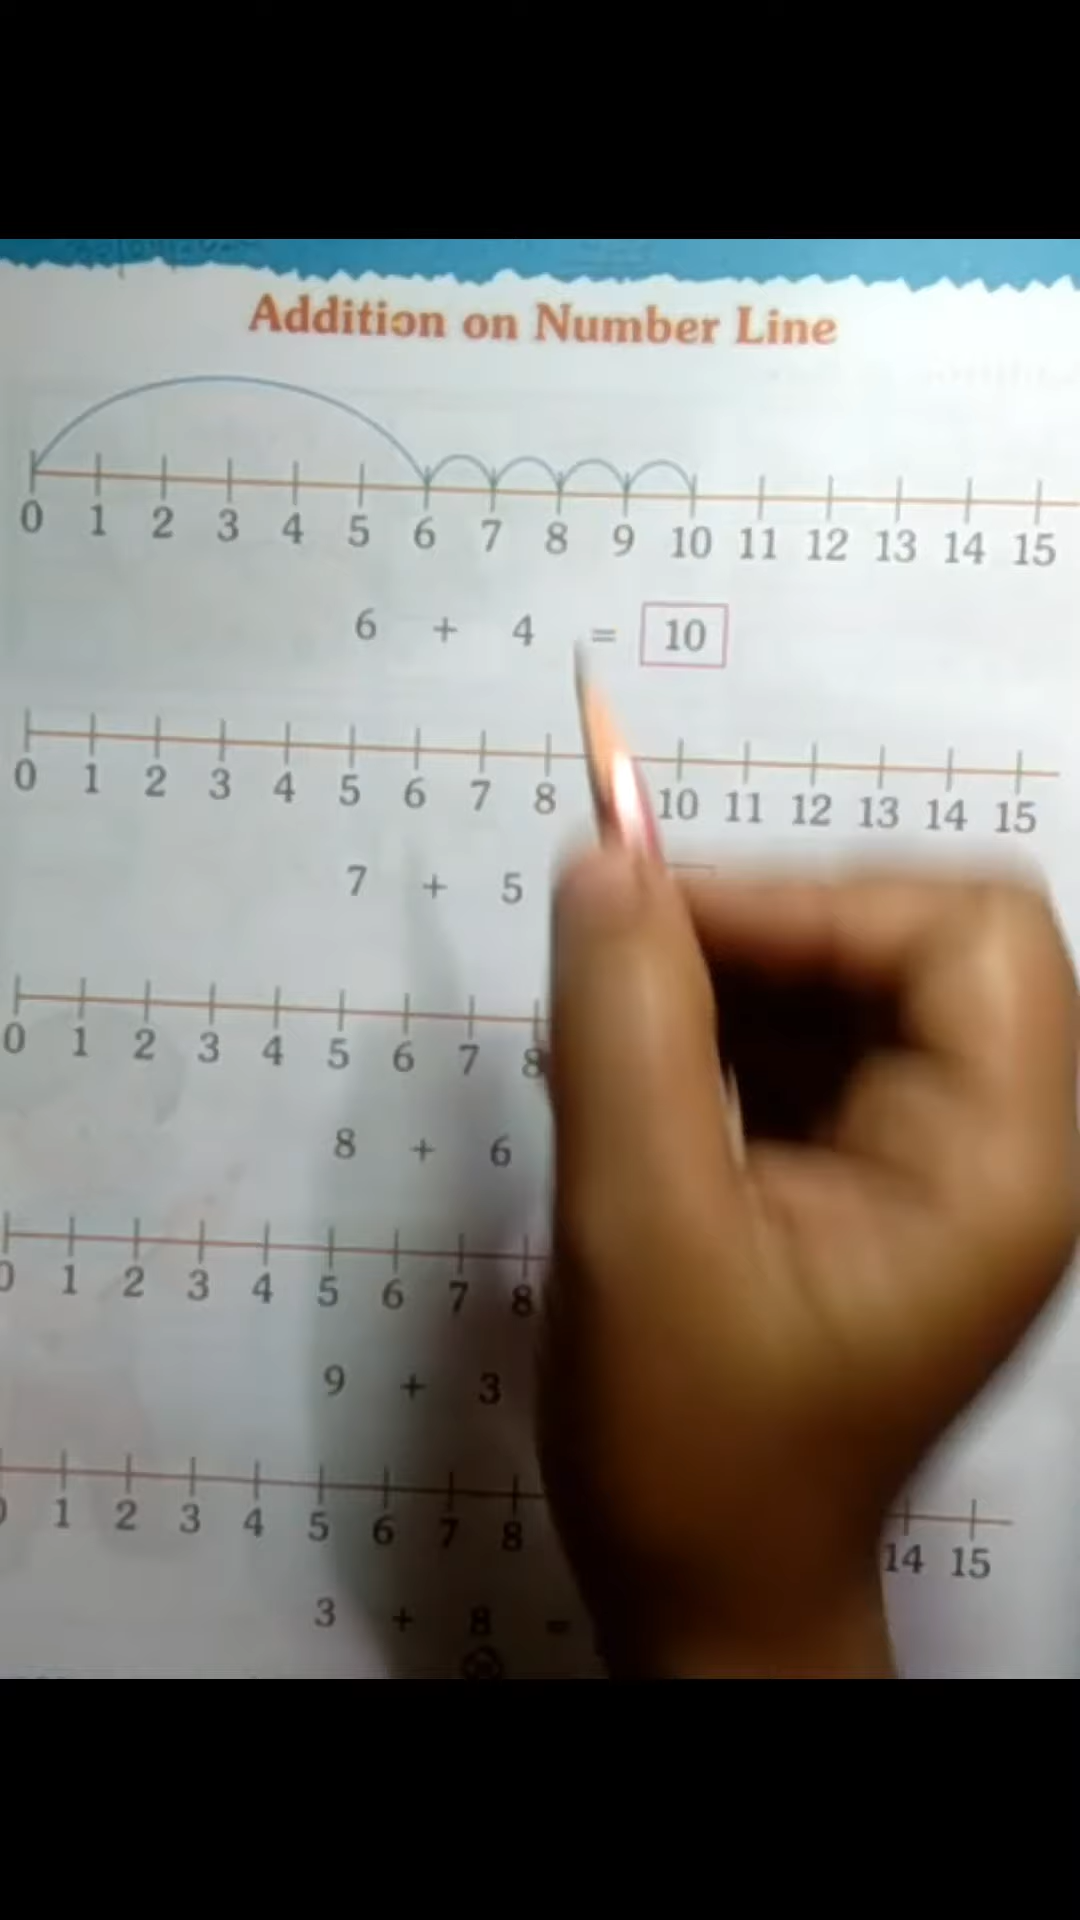 Addition on Number Line
0 1 2 3 4 5 6 7 8 9 10 11 12 13 14 15
6 + 4 = 10
0 1 2 3 4 5 6 7 8 10 11 12 13 14 15
7 + 5
0 1 2 3 4 5 6 7 8
8 + 6
0 1 2 3 4 5 6 7 8
9 + 3
1 2 3 4 5 6 7 8 14 15
3 + 8 =